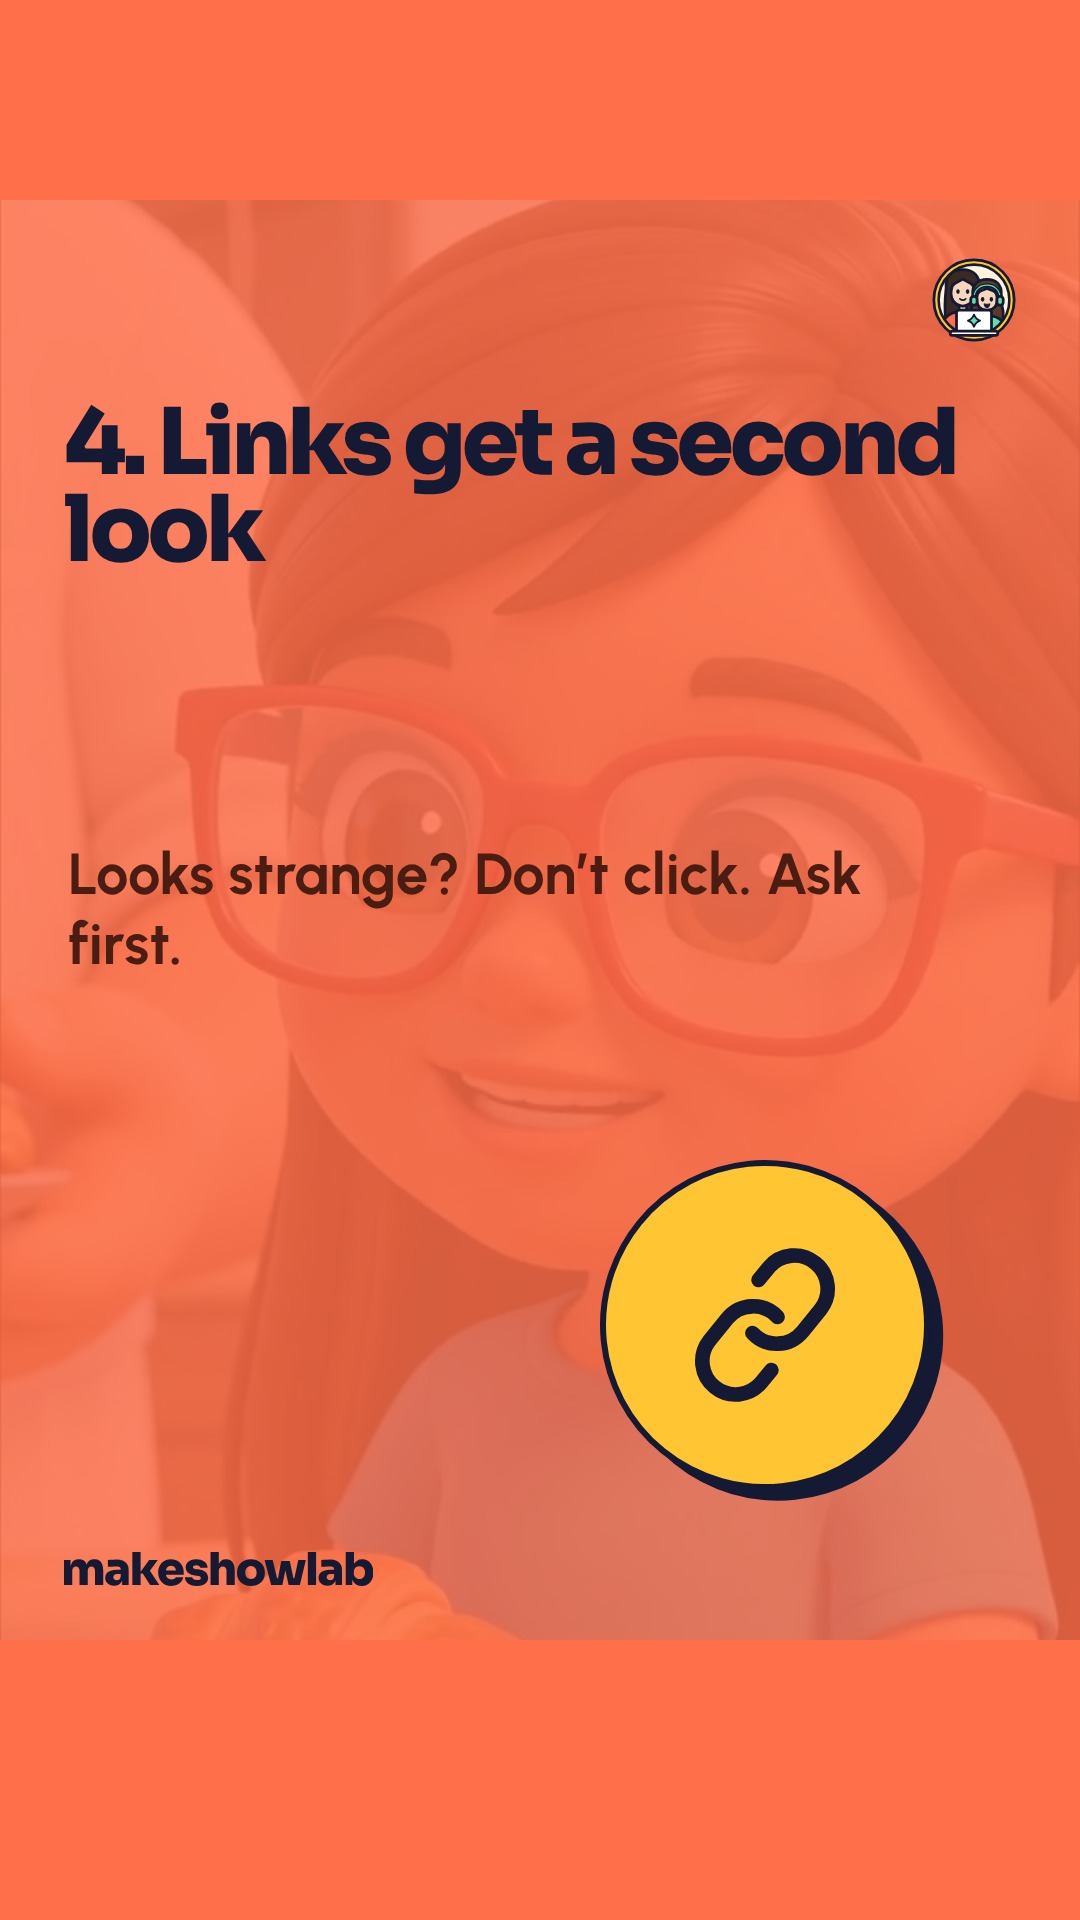 4. Links get a second
look
Looks strange? Don't click. Ask
first.
makeshowlab